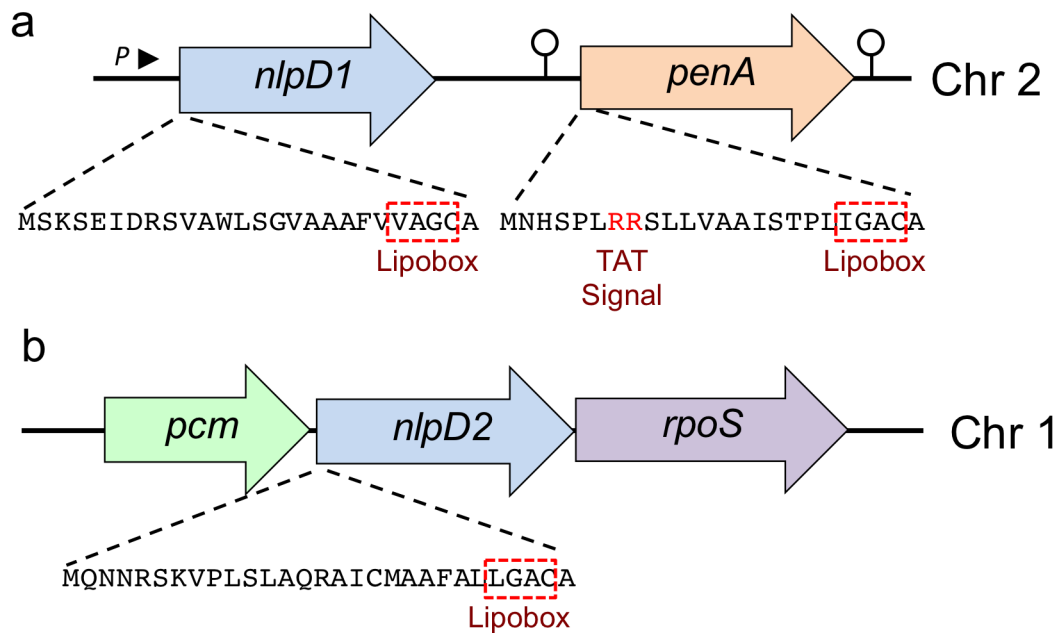 a
P ▶ nlpD1 penA Chr 2
MSKSEIDRSVAWLSGVAAAFVVAGCA MNHSPLRRSLLVAAISTPLIGACA
Lipobox TAT Lipobox
Signal
b
pcm nlpD2 rpoS Chr 1
MQNNRSKVPLSLAQRAICMAAFALLGACA
Lipobox